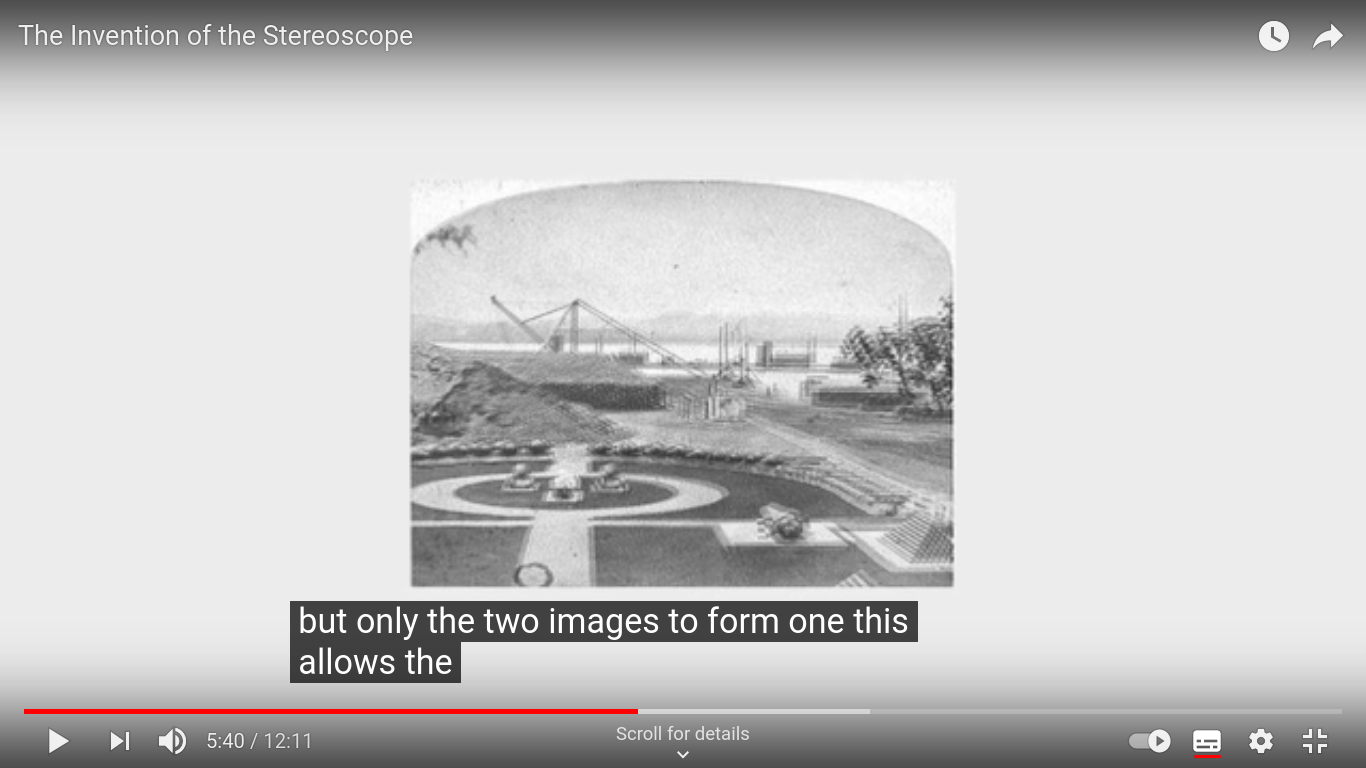 The Invention of the Stereoscope
but only the two images to form one this
allows the
5:40 / 12:11
Scroll for details